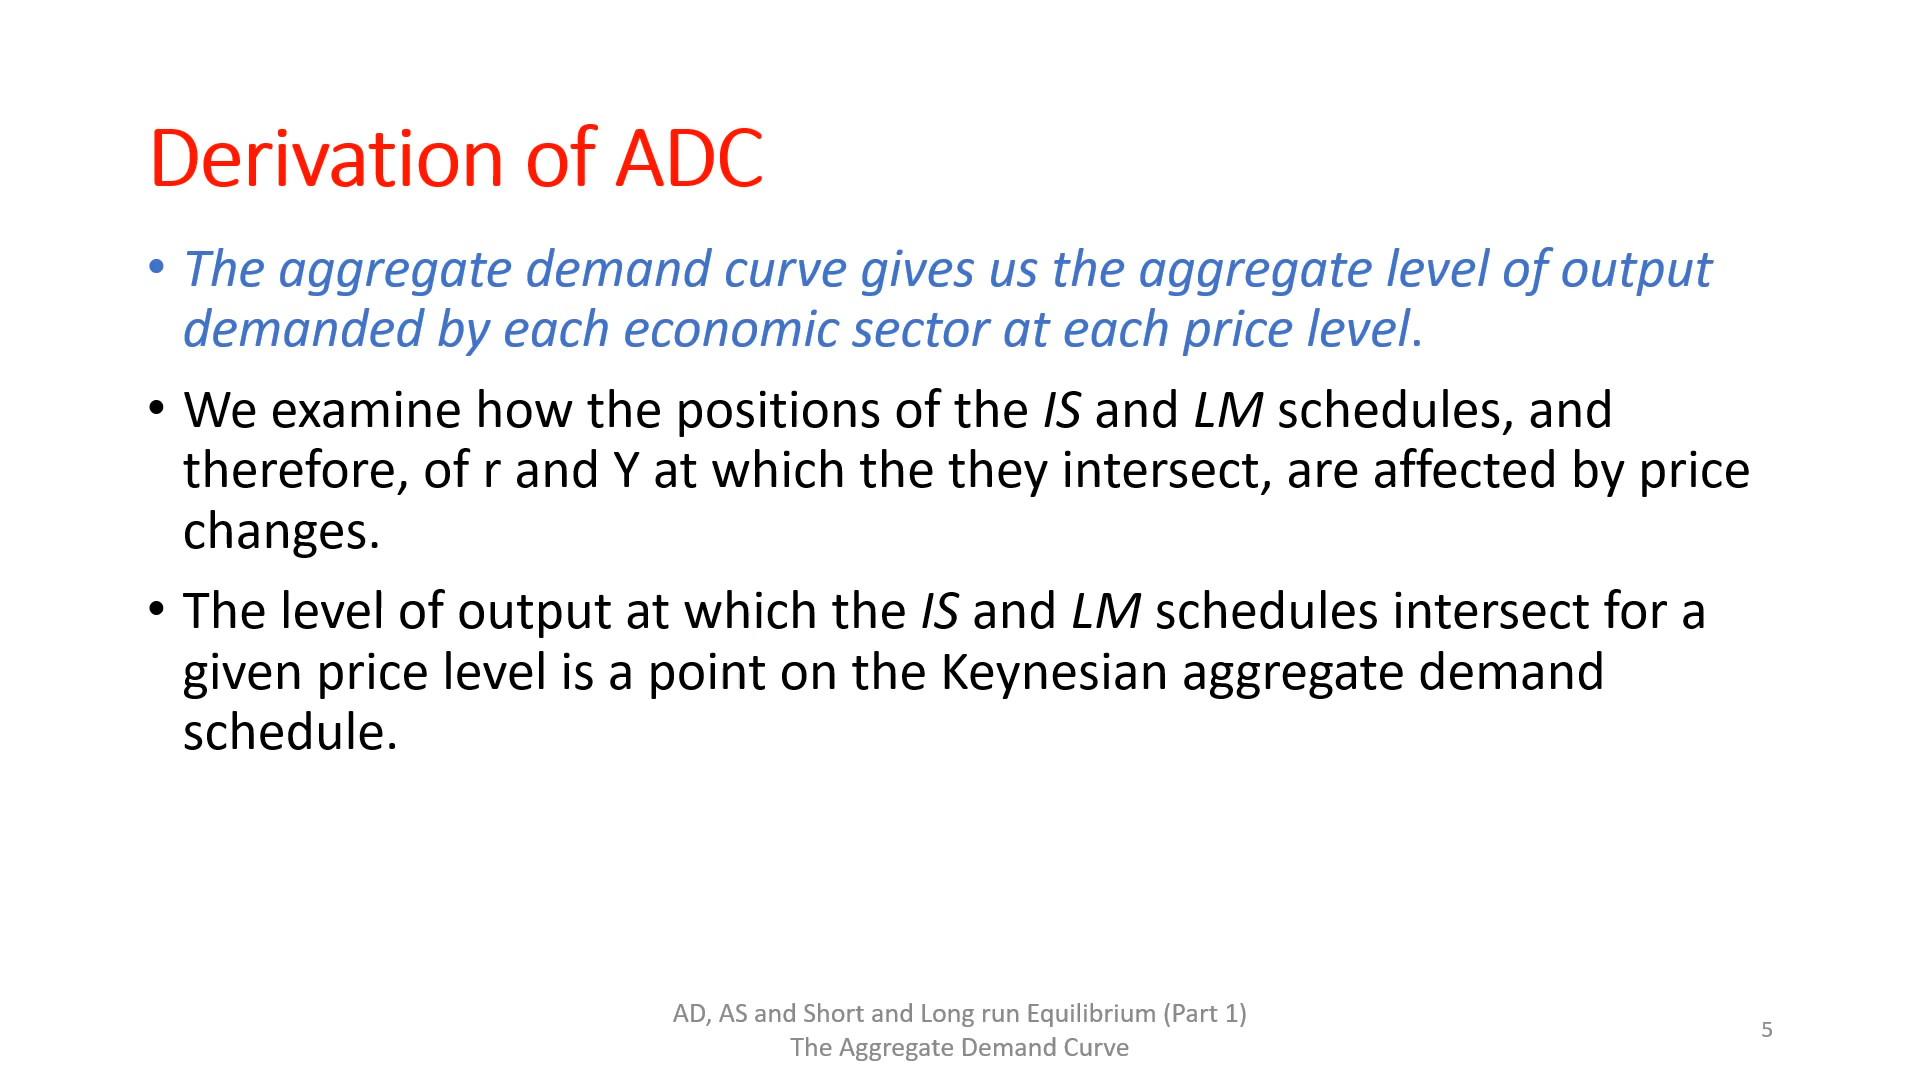 Derivation of ADC
• The aggregate demand curve gives us the aggregate level of output
demanded by each economic sector at each price level.
• We examine how the positions of the IS and LM schedules, and
therefore, of r and Y at which the they intersect, are affected by price
changes.
• The level of output at which the IS and LM schedules intersect for a
given price level is a point on the Keynesian aggregate demand
schedule.
AD, AS and Short and Long run Equilibrium (Part 1)
The Aggregate Demand Curve
5